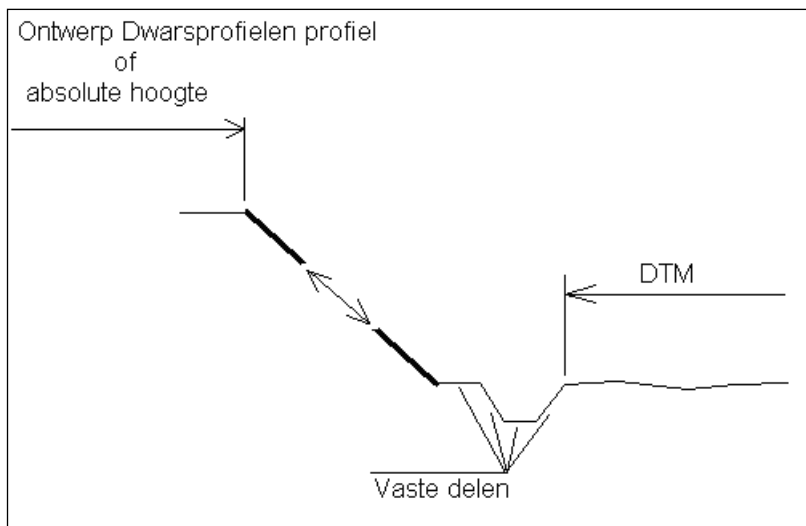 Ontwerp Dwarsprofielen profiel
of
absolute hoogte
DTM
Vaste delen